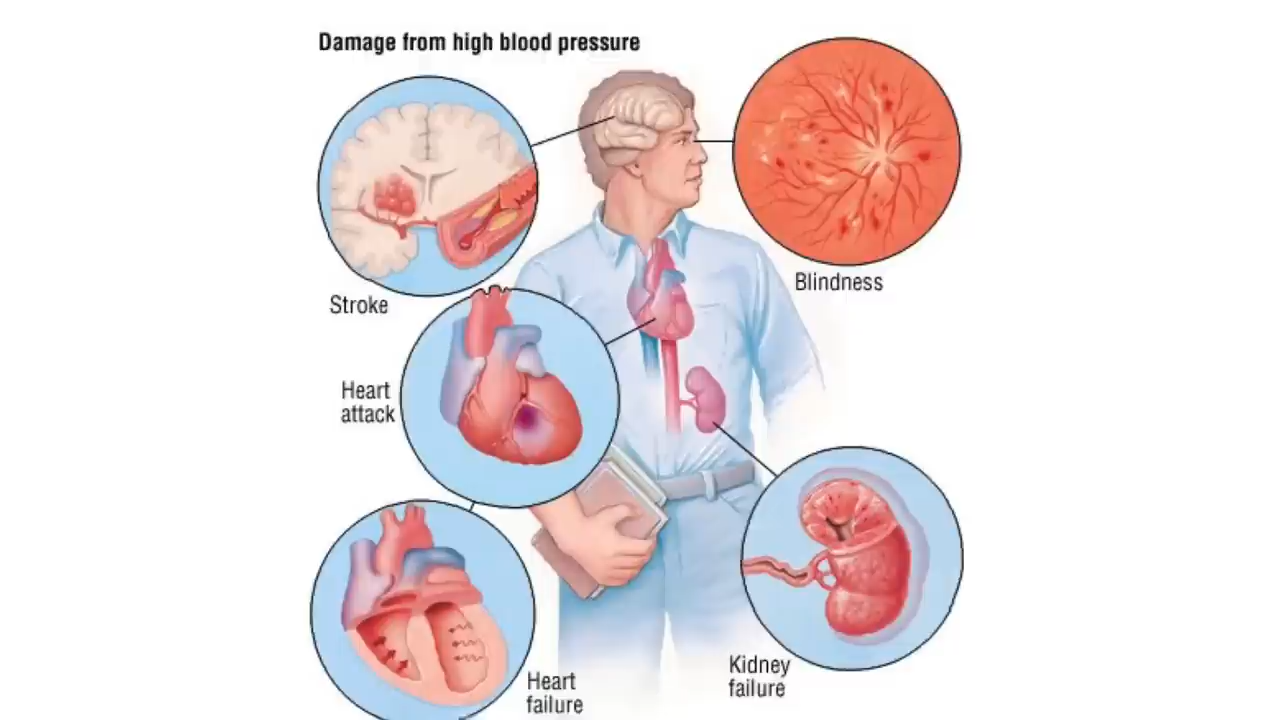 Damage from high blood pressure
Stroke
Blindness
Heart
attack
Heart
failure
Kidney
failure